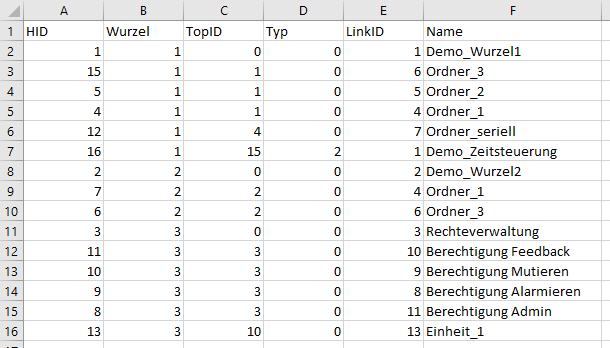 A B C D E F
1 HID Wurzel TopID Typ LinkID Name
2 1 1 0 0 1 Demo_Wurzel1
3 15 1 1 0 6 Ordner_3
4 5 1 1 0 5 Ordner_2
5 4 1 1 0 4 Ordner_1
6 12 1 4 0 7 Ordner_seriell
7 16 1 15 2 1 Demo_Zeitsteuerung
8 2 2 0 0 2 Demo_Wurzel2
9 7 2 2 0 4 Ordner_1
10 6 2 2 0 6 Ordner_3
11 3 3 0 0 3 Rechteverwaltung
12 11 3 3 0 10 Berechtigung Feedback
13 10 3 3 0 9 Berechtigung Mutieren
14 9 3 3 0 8 Berechtigung Alarmieren
15 8 3 3 0 11 Berechtigung Admin
16 13 3 10 0 13 Einheit_1